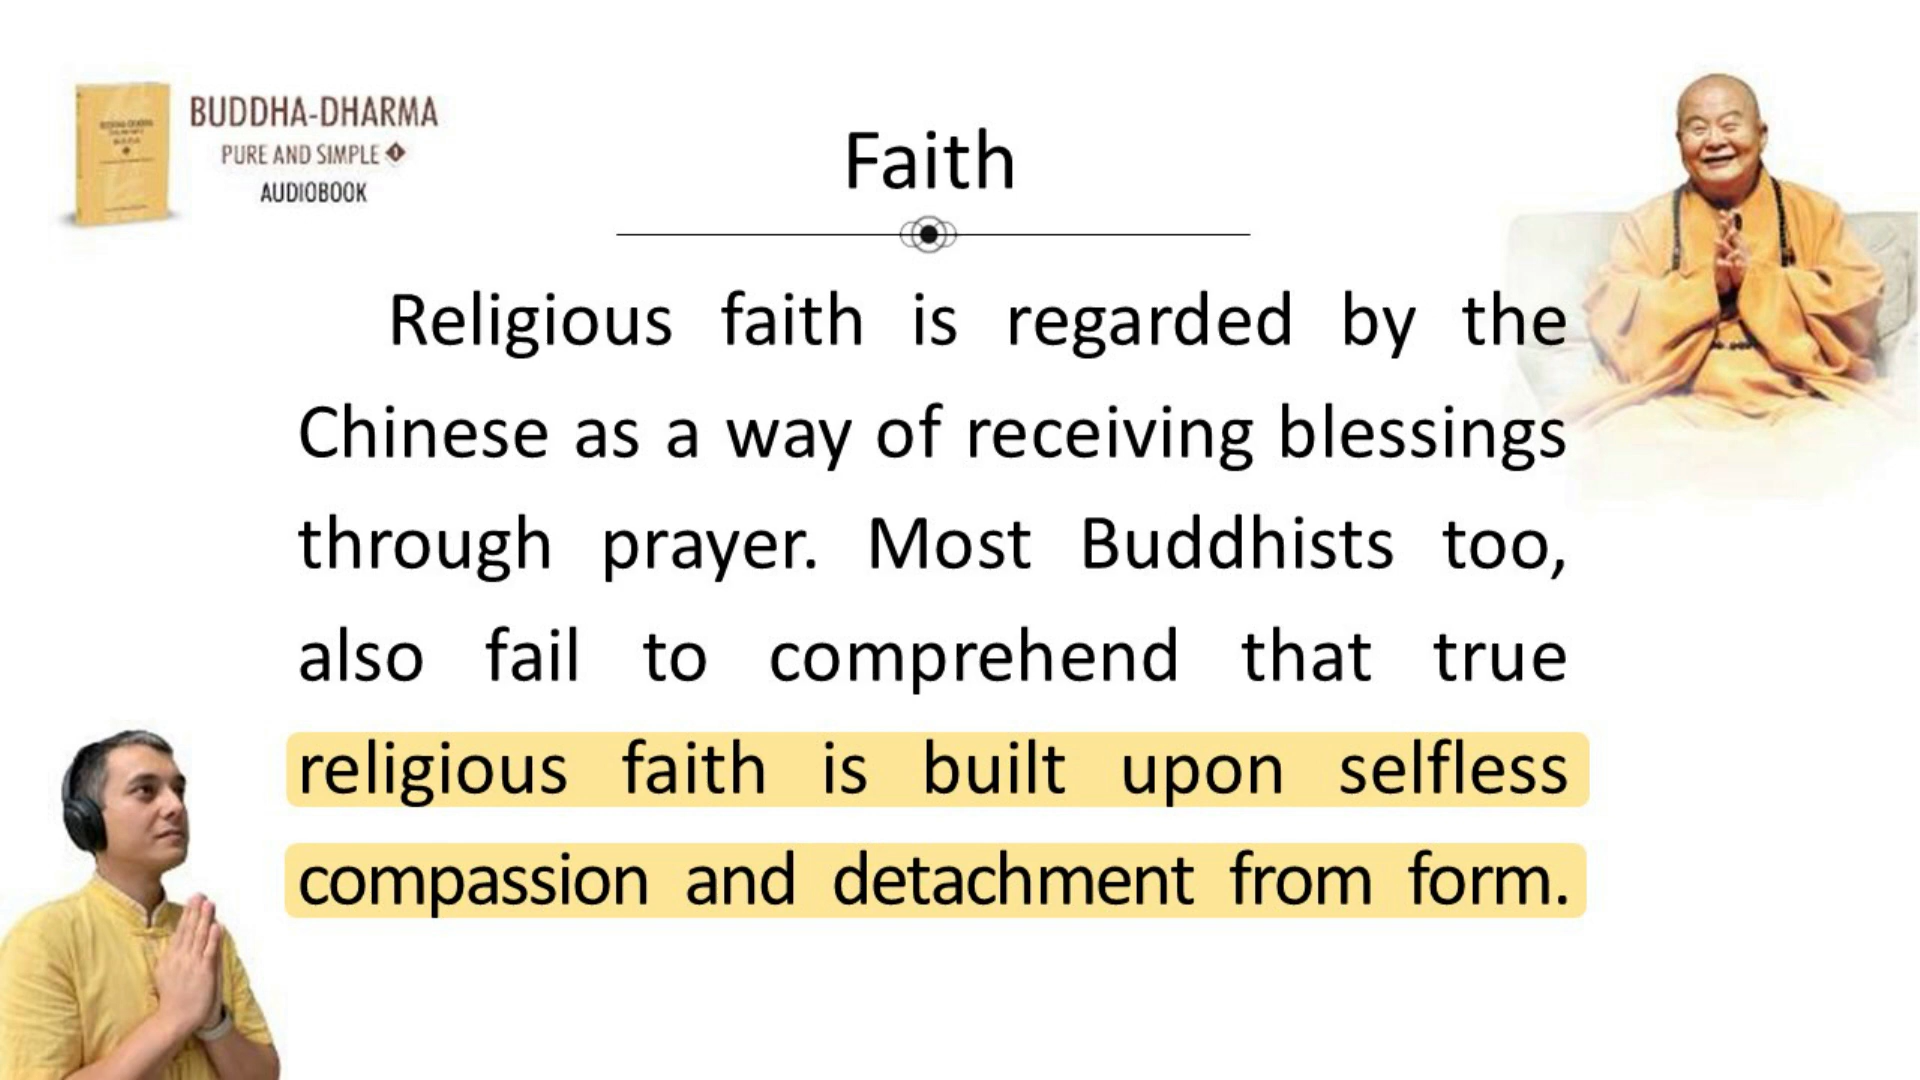 BUDDHA-DHARMA
PURE AND SIMPLE 1
AUDIOBOOK
Faith
Religious faith is regarded by the
Chinese as a way of receiving blessings
through prayer. Most Buddhists too,
also fail to comprehend that true
religious faith is built upon selfless
compassion and detachment from form.